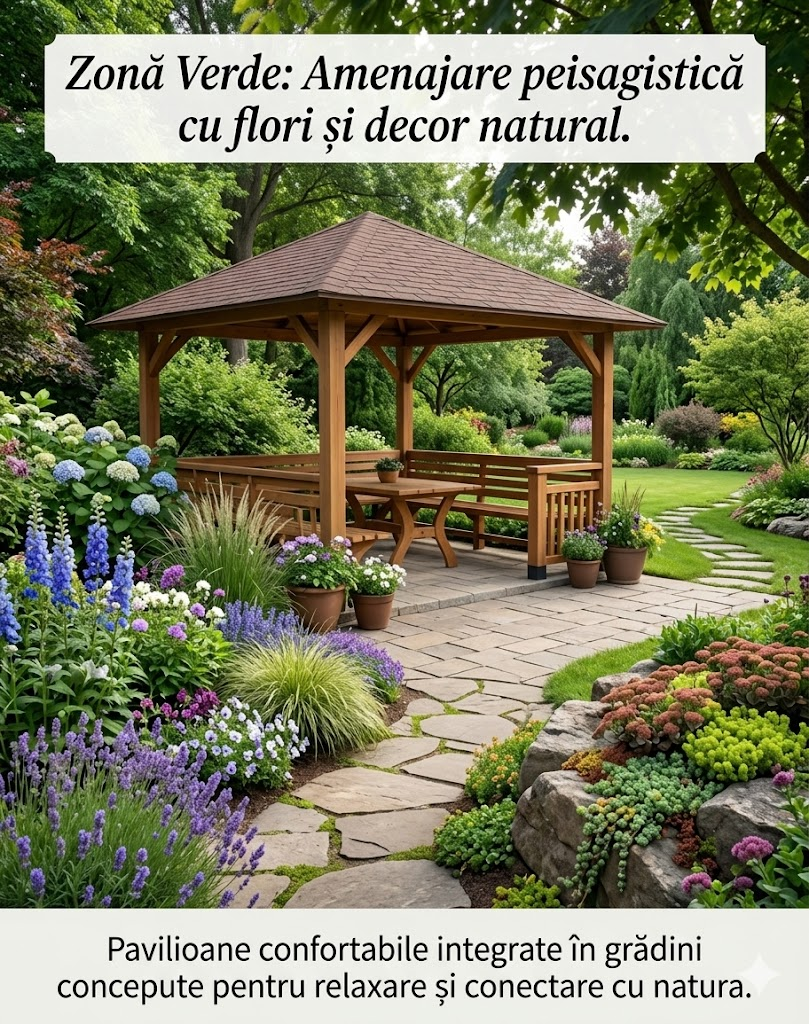 Zonă Verde: Amenajare peisagistică
cu flori și decor natural.
Pavilioane confortabile integrate în grădini
concepute pentru relaxare și conectare cu natura.